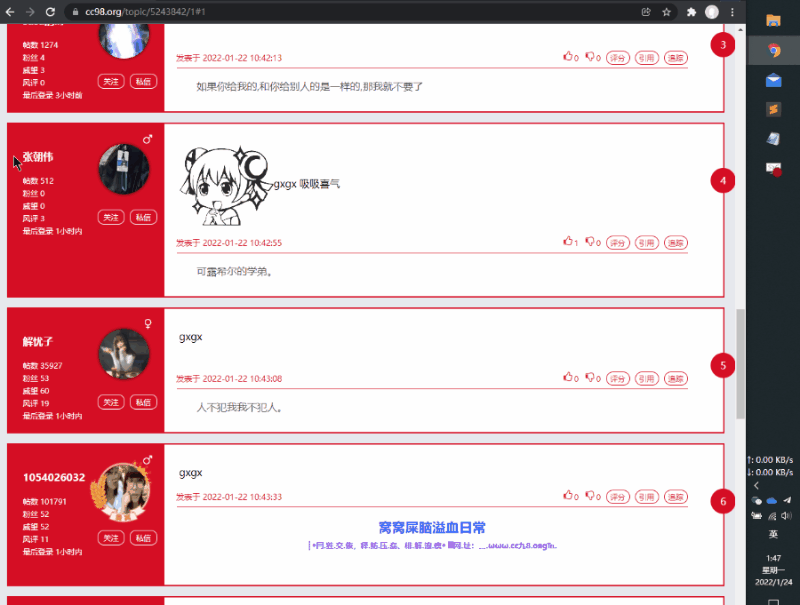 cc98.org/topic/5243842/1#1
帖数 1274
粉丝 4
威望 3
风评 0
最后登录 3小时前
关注 私信
发表于 2022-01-22 10:42:13
0 0 评分 引用 追踪
3
如果你给我的,和你给别人的是一样的,那我就不要了
张朝伟
帖数 512
粉丝 0
威望 0
风评 3
最后登录 1小时内
关注 私信
gxgx 吸吸喜气
发表于 2022-01-22 10:42:55
1 0 评分 引用 追踪
4
可露希尔的学弟。
解忧子
帖数 35927
粉丝 53
威望 60
风评 19
最后登录 1小时内
关注 私信
gxgx
发表于 2022-01-22 10:43:08
0 0 评分 引用 追踪
5
人不犯我我不犯人。
1054026032
帖数 101791
粉丝 52
威望 52
风评 11
最后登录 1小时内
关注 私信
gxgx
发表于 2022-01-22 10:43:33
0 0 评分 引用 追踪
6
窝窝屎脑溢血日常
↑: 0.00 KB/s
↓: 0.00 KB/s
英
1:47
星期一
2022/1/24